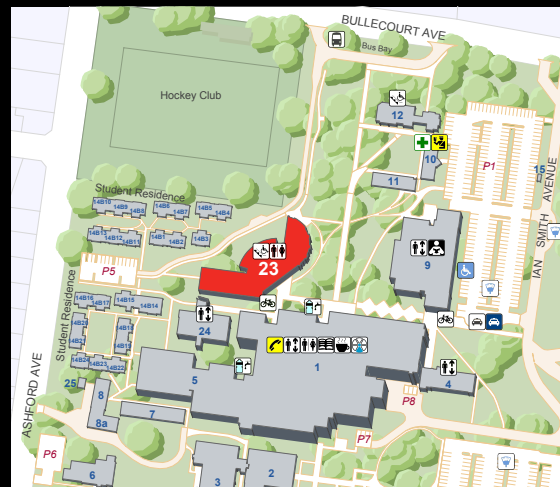 BULLECOURT AVE
Bus Bay
Hockey Club
12
10
P1
15
11
IAN SMITH AVENUE
Student Residence
14B10
14B9
14B8
14B6
14B7
14B5
14B4
14B13
14B12
14B11
14B1
14B2
14B3
23
9
P5
14B16
14B17
14B15
14B14
24
Student Residence
14B18
14B19
14B24
14B23
14B22
1
5
4
25
8
8a
7
P8
P7
ASHFORD AVE
P6
6
3
2